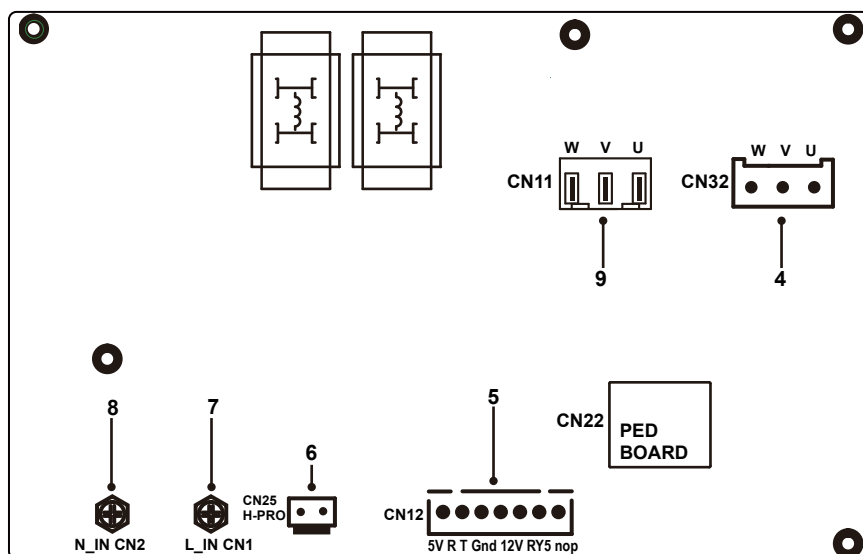 W V U
CN11
W V U
CN32
9
4
8
7
6
5
CN22
PED
BOARD
CN25
H-PRO
CN12
N_IN CN2
L_IN CN1
5V R T Gnd 12V RY5 nop